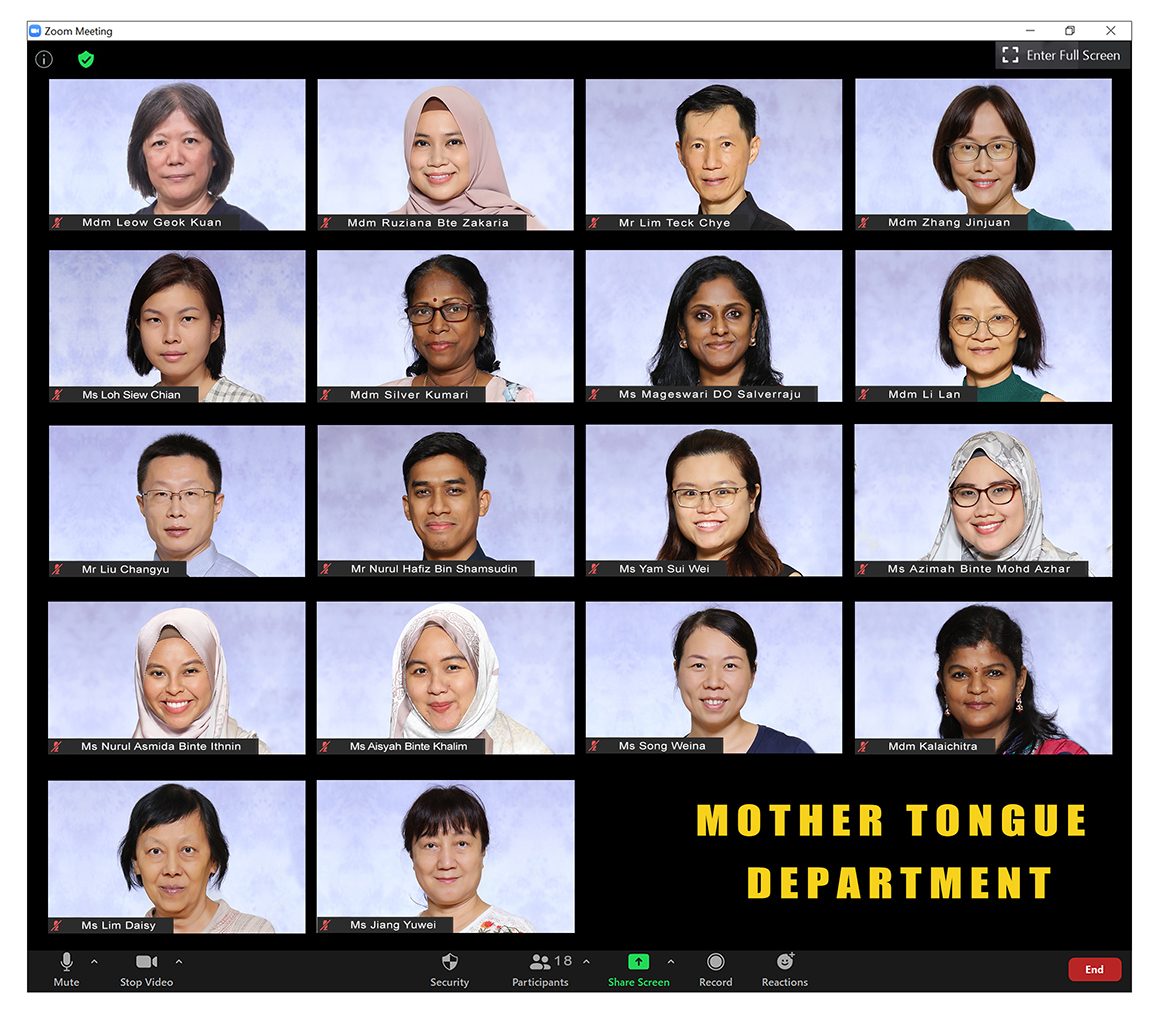 Zoom Meeting
Enter Full Screen
Mdm Leow Geok Kuan
Mdm Ruziana Bte Zakaria
Mr Lim Teck Chye
Mdm Zhang Jinjuan
Ms Loh Siew Chian
Mdm Silver Kumari
Ms Mageswari DO Salverraju
Mdm Li Lan
Mr Liu Changyu
Mr Nurul Hafiz Bin Shamsudin
Ms Yam Sui Wei
Ms Azimah Binte Mohd Azhar
Ms Nurul Asmida Binte Ithnin
Ms Aisyah Binte Khalim
Ms Song Weina
Mdm Kalaichitra
Ms Lim Daisy
Ms Jiang Yuwei
MOTHER TONGUE
DEPARTMENT
18
Mute
Stop Video
Security
Participants
Share Screen
Record
Reactions
End